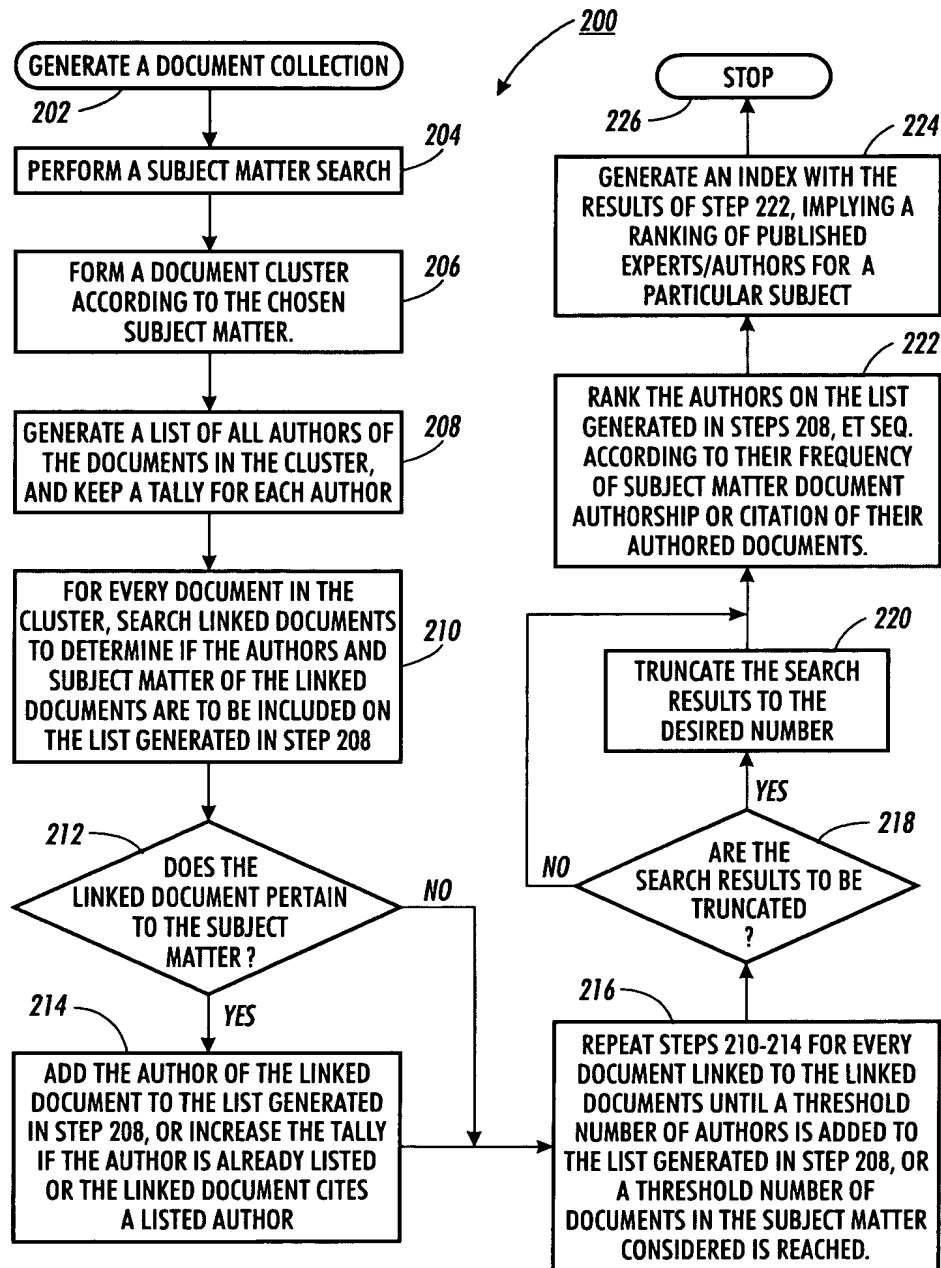 200
GENERATE A DOCUMENT COLLECTION
202
PERFORM A SUBJECT MATTER SEARCH
204
FORM A DOCUMENT CLUSTER
ACCORDING TO THE CHOSEN
SUBJECT MATTER.
206
GENERATE A LIST OF ALL AUTHORS OF
THE DOCUMENTS IN THE CLUSTER,
AND KEEP A TALLY FOR EACH AUTHOR
208
FOR EVERY DOCUMENT IN THE
CLUSTER, SEARCH LINKED DOCUMENTS
TO DETERMINE IF THE AUTHORS AND
SUBJECT MATTER OF THE LINKED
DOCUMENTS ARE TO BE INCLUDED ON
THE LIST GENERATED IN STEP 208
210
212
DOES THE
LINKED DOCUMENT PERTAIN
TO THE SUBJECT
MATTER ?
NO
YES
214
ADD THE AUTHOR OF THE LINKED
DOCUMENT TO THE LIST GENERATED
IN STEP 208, OR INCREASE THE TALLY
IF THE AUTHOR IS ALREADY LISTED
OR THE LINKED DOCUMENT CITES
A LISTED AUTHOR
216
REPEAT STEPS 210-214 FOR EVERY
DOCUMENT LINKED TO THE LINKED
DOCUMENTS UNTIL A THRESHOLD
NUMBER OF AUTHORS IS ADDED TO
THE LIST GENERATED IN STEP 208, OR
A THRESHOLD NUMBER OF
DOCUMENTS IN THE SUBJECT MATTER
CONSIDERED IS REACHED.
218
ARE THE
SEARCH RESULTS TO BE
TRUNCATED
?
NO
YES
220
TRUNCATE THE SEARCH
RESULTS TO THE
DESIRED NUMBER
222
RANK THE AUTHORS ON THE LIST
GENERATED IN STEPS 208, ET SEQ.
ACCORDING TO THEIR FREQUENCY
OF SUBJECT MATTER DOCUMENT
AUTHORSHIP OR CITATION OF THEIR
AUTHORED DOCUMENTS.
224
GENERATE AN INDEX WITH THE
RESULTS OF STEP 222, IMPLYING A
RANKING OF PUBLISHED
EXPERTS/AUTHORS FOR A
PARTICULAR SUBJECT
226
STOP